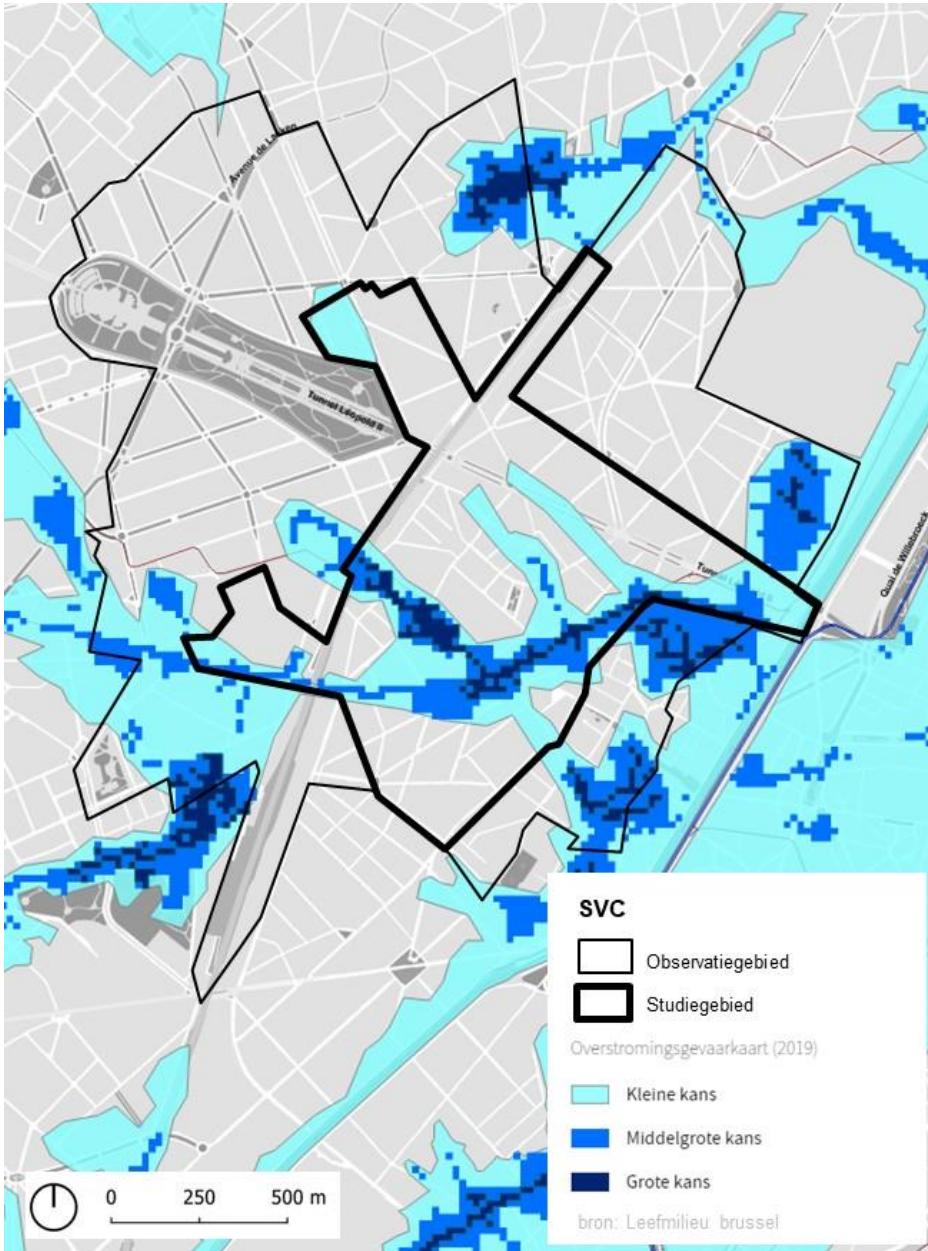 Avenue de Laeken
Tunnel Léopold II
Quai de Willebroeck
SVC
Observatiegebied
Studiegebied
Overstromingsgevaarkaart (2019)
Kleine kans
Middelgrote kans
Grote kans
bron: Leefmilieu brussel
0 250 500 m